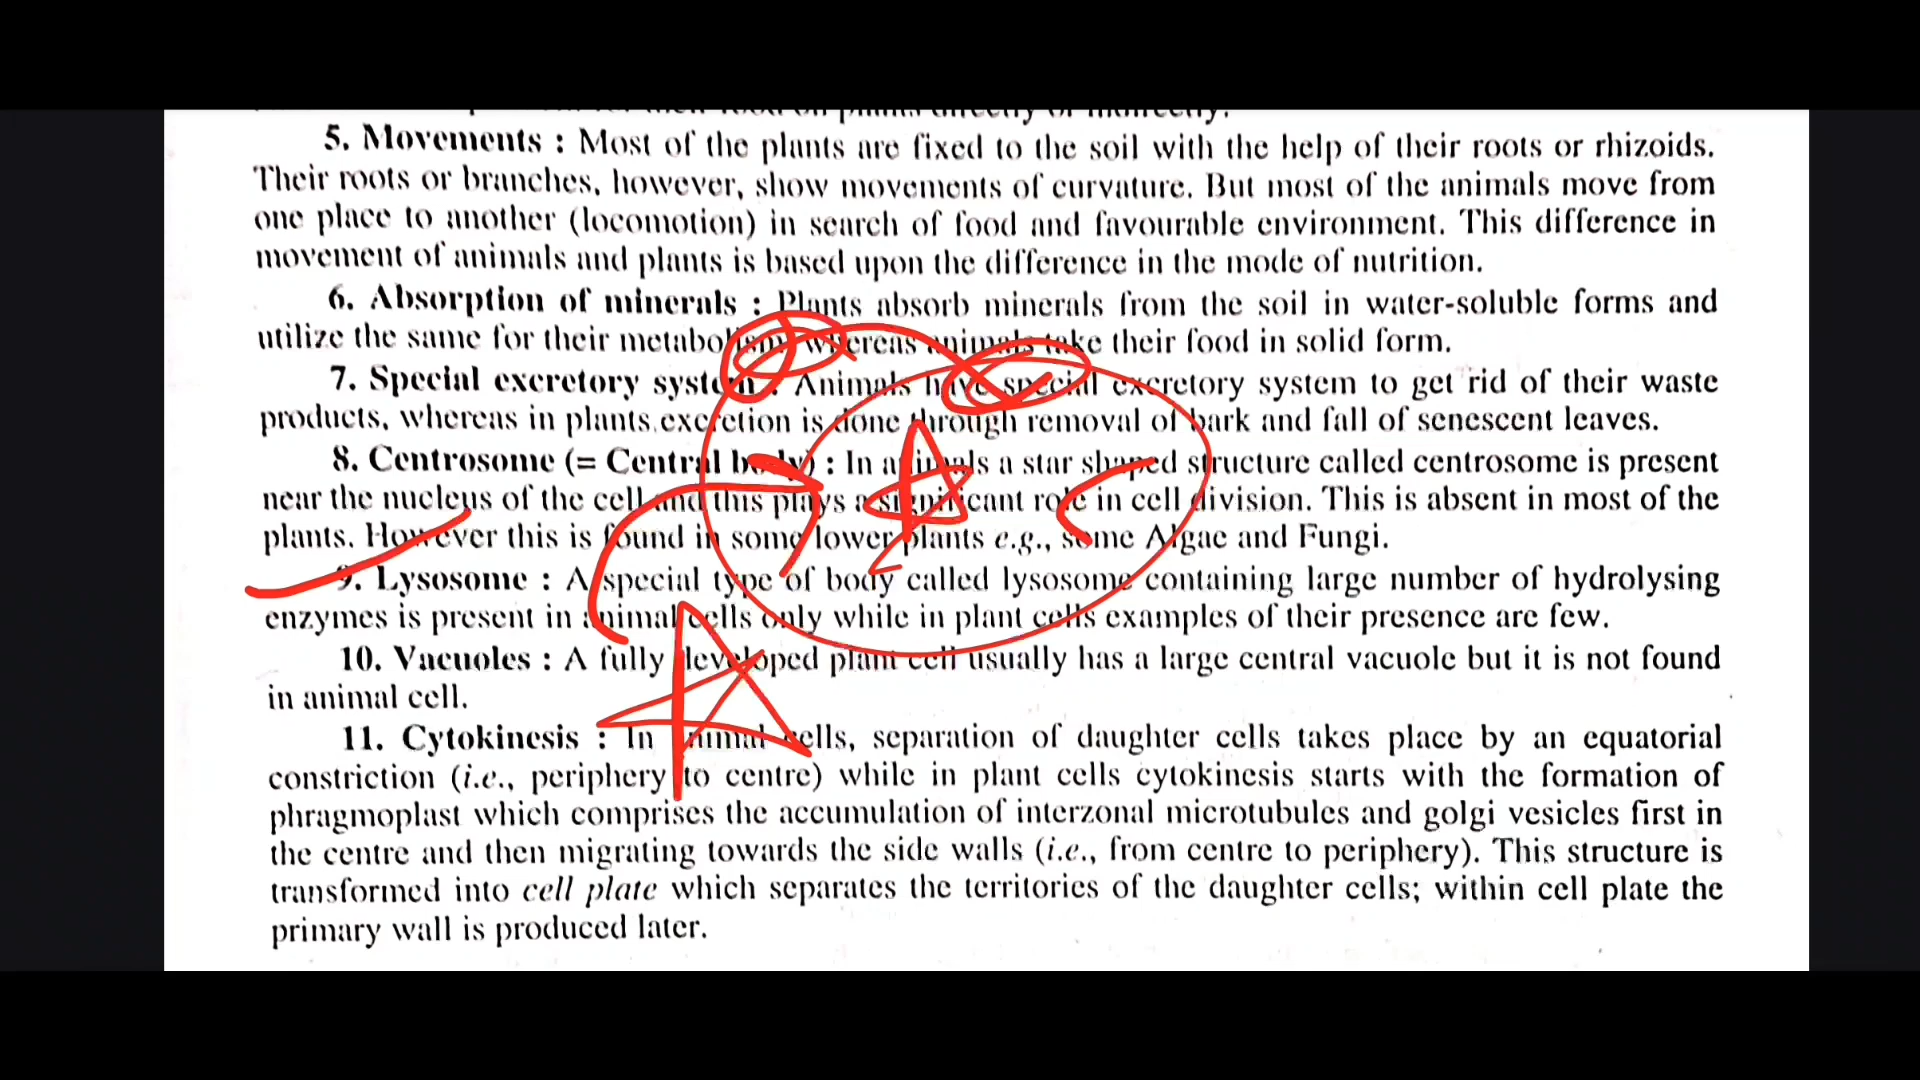 5. Movements : Most of the plants are fixed to the soil with the help of their roots or rhizoids.
Their roots or branches, however, show movements of curvature. But most of the animals move from
one place to another (locomotion) in search of food and favourable environment. This difference in
movement of animals and plants is based upon the difference in the mode of nutrition.
6. Absorption of minerals : Plants absorb minerals from the soil in water-soluble forms and
utilize the same for their metabolism whereas animals take their food in solid form.
7. Special excretory system : Animals have special excretory system to get rid of their waste
products, whereas in plants excretion is done through removal of bark and fall of senescent leaves.
8. Centrosome (= Central body) : In animals a star shaped structure called centrosome is present
near the nucleus of the cell and this plays a significant role in cell division. This is absent in most of the
plants. However this is found in some lower plants e.g., some Algae and Fungi.
9. Lysosome : A special type of body called lysosome containing large number of hydrolysing
enzymes is present in animal cells only while in plant cells examples of their presence are few.
10. Vacuoles : A fully developed plant cell usually has a large central vacuole but it is not found
in animal cell.
11. Cytokinesis : In animal cells, separation of daughter cells takes place by an equatorial
constriction (i.e., periphery to centre) while in plant cells cytokinesis starts with the formation of
phragmoplast which comprises the accumulation of interzonal microtubules and golgi vesicles first in
the centre and then migrating towards the side walls (i.e., from centre to periphery). This structure is
transformed into cell plate which separates the territories of the daughter cells; within cell plate the
primary wall is produced later.